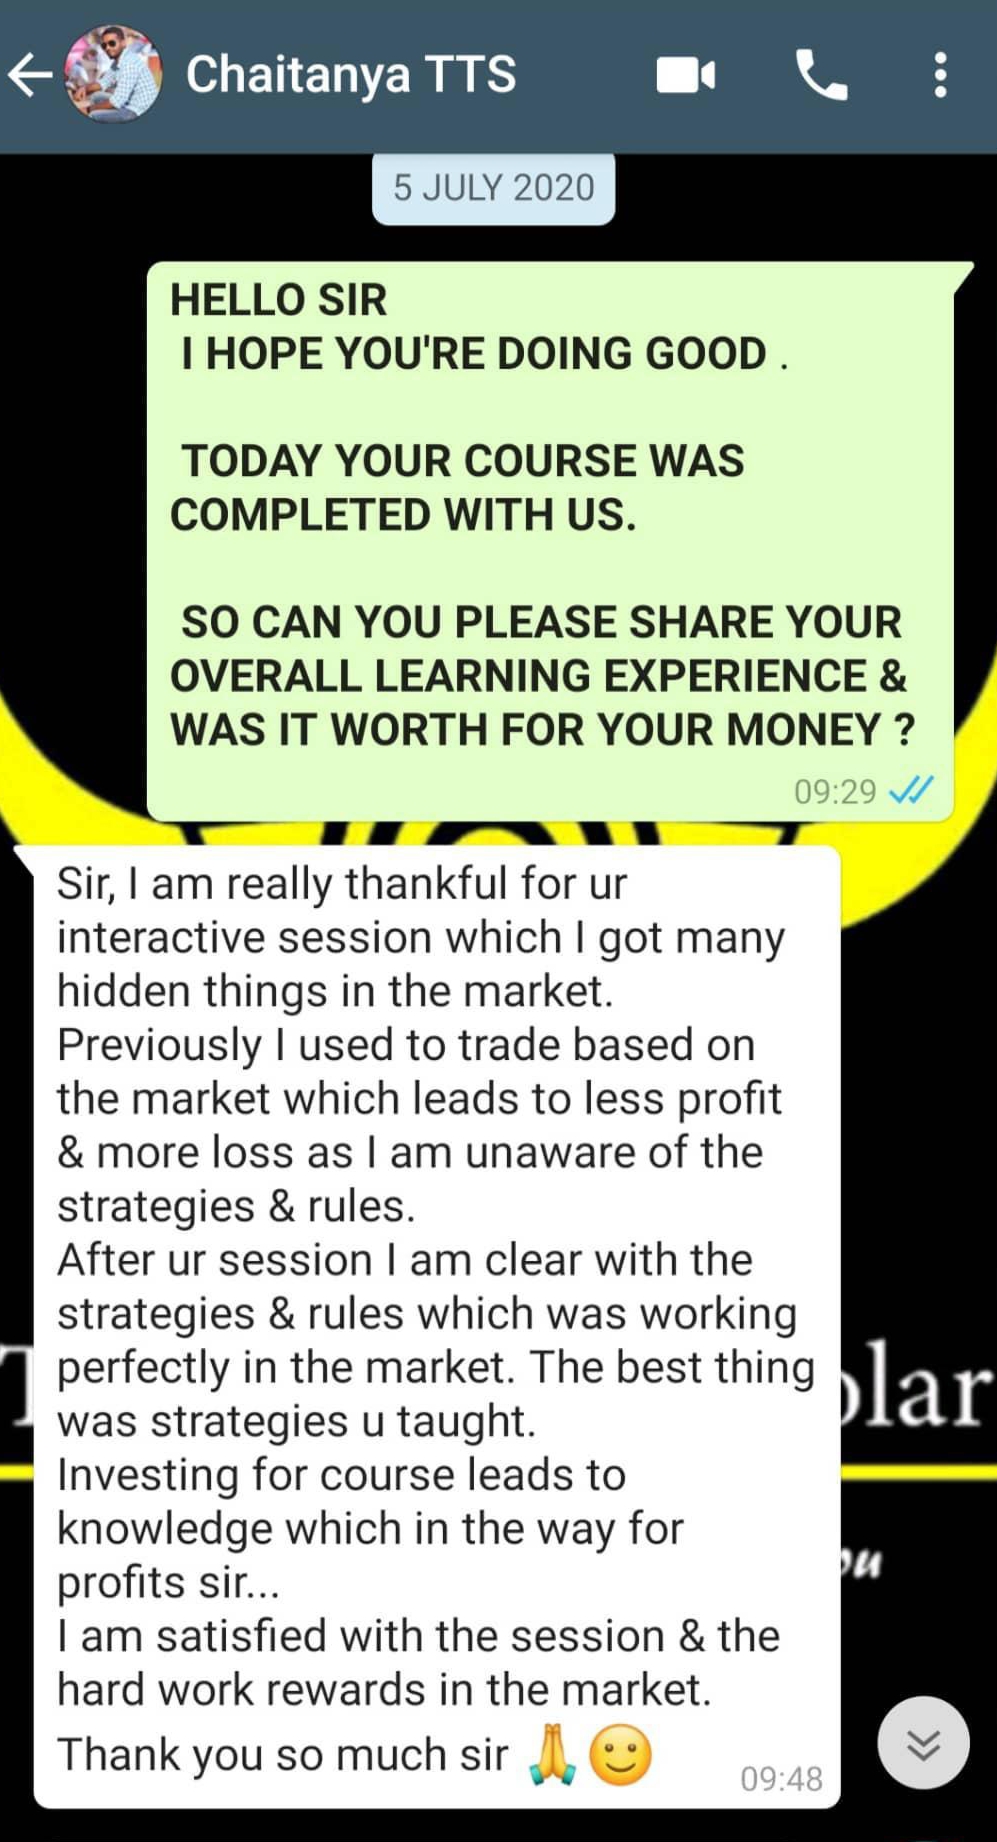 Chaitanya TTS
5 JULY 2020
HELLO SIR
I HOPE YOU'RE DOING GOOD .
TODAY YOUR COURSE WAS
COMPLETED WITH US.
SO CAN YOU PLEASE SHARE YOUR
OVERALL LEARNING EXPERIENCE &
WAS IT WORTH FOR YOUR MONEY ?
09:29
Sir, I am really thankful for ur
interactive session which I got many
hidden things in the market.
Previously I used to trade based on
the market which leads to less profit
& more loss as I am unaware of the
strategies & rules.
After ur session I am clear with the
strategies & rules which was working
perfectly in the market. The best thing
was strategies u taught.
Investing for course leads to
knowledge which in the way for
profits sir...
I am satisfied with the session & the
hard work rewards in the market.
Thank you so much sir 🙏🙂
09:48